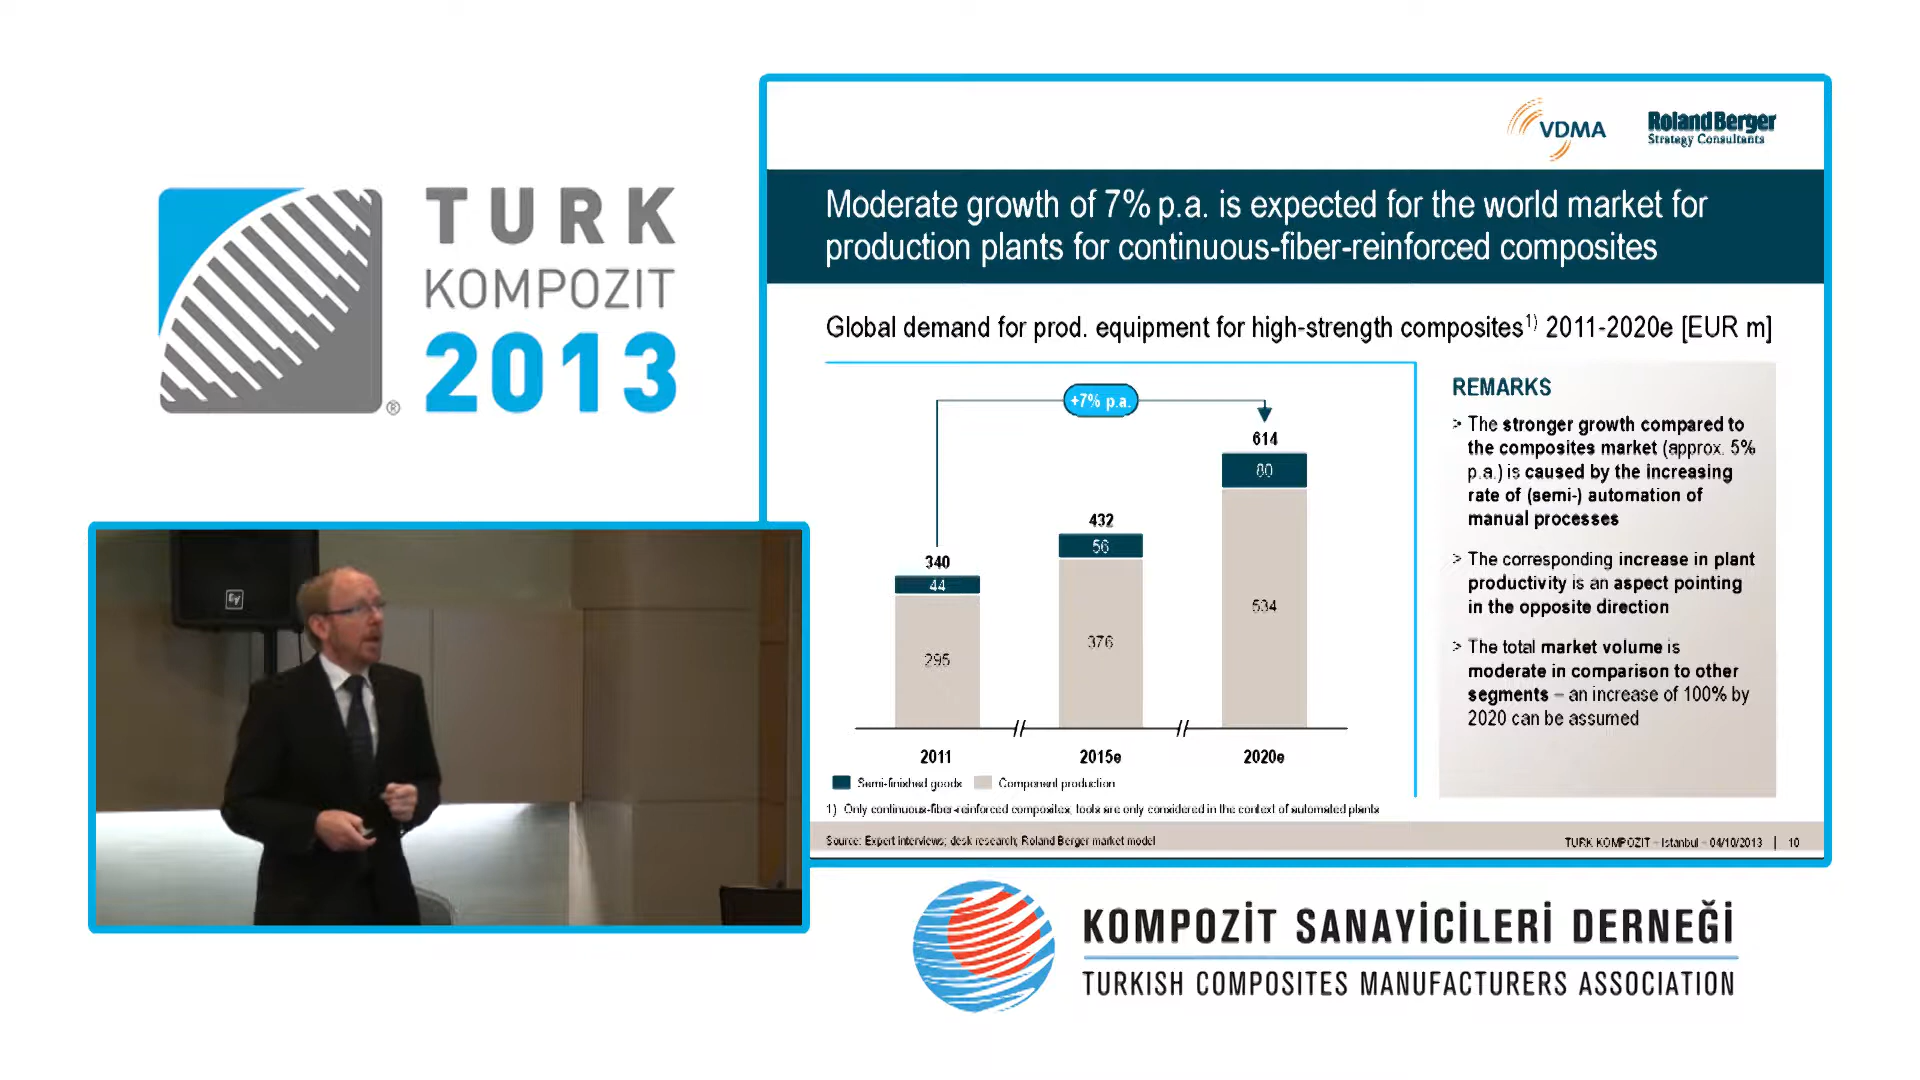 TURK
KOMPOZIT
2013
®
VDMA
Roland Berger
Strategy Consultants
Moderate growth of 7% p.a. is expected for the world market for
production plants for continuous-fiber-reinforced composites
Global demand for prod. equipment for high-strength composites1) 2011-2020e [EUR m]
+7% p.a.
614
80
534
432
56
376
340
44
295
2011
2015e
2020e
Semi-finished goods
Component production
REMARKS
> The stronger growth compared to
the composites market (approx. 5%
p.a.) is caused by the increasing
rate of (semi-) automation of
manual processes
> The corresponding increase in plant
productivity is an aspect pointing
in the opposite direction
> The total market volume is
moderate in comparison to other
segments – an increase of 100% by
2020 can be assumed
1) Only continuous-fiber-reinforced composites, tools are only considered in the context of automated plants
Source: Expert interviews; desk research; Roland Berger market model
TURK KOMPOZIT – Istanbul – 04/10/2013 | 10
EV
KOMPOZİT SANAYİCİLERİ DERNEĞİ
TURKISH COMPOSITES MANUFACTURERS ASSOCIATION